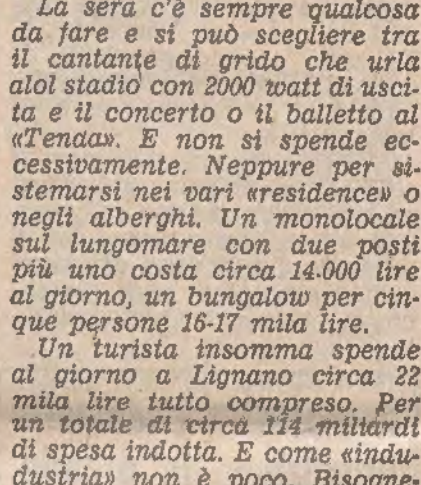 La sera c'è sempre qualcosa
da fare e si può scegliere tra
il cantante di grido che urla
alol stadio con 2000 watt di usci-
ta e il concerto o il balletto al
«Tenda». E non si spende ec-
cessivamente. Neppure per si-
stemarsi nei vari «residence» o
negli alberghi. Un monolocale
sul lungomare con due posti
più uno costa circa 14.000 lire
al giorno, un bungalow per cin-
que persone 16-17 mila lire.
Un turista insomma spende
al giorno a Lignano circa 22
mila lire tutto compreso. Per
un totale di circa 114 miliardi
di spesa indotta. E come «indu-
dustria» non è poco. Bisogne-